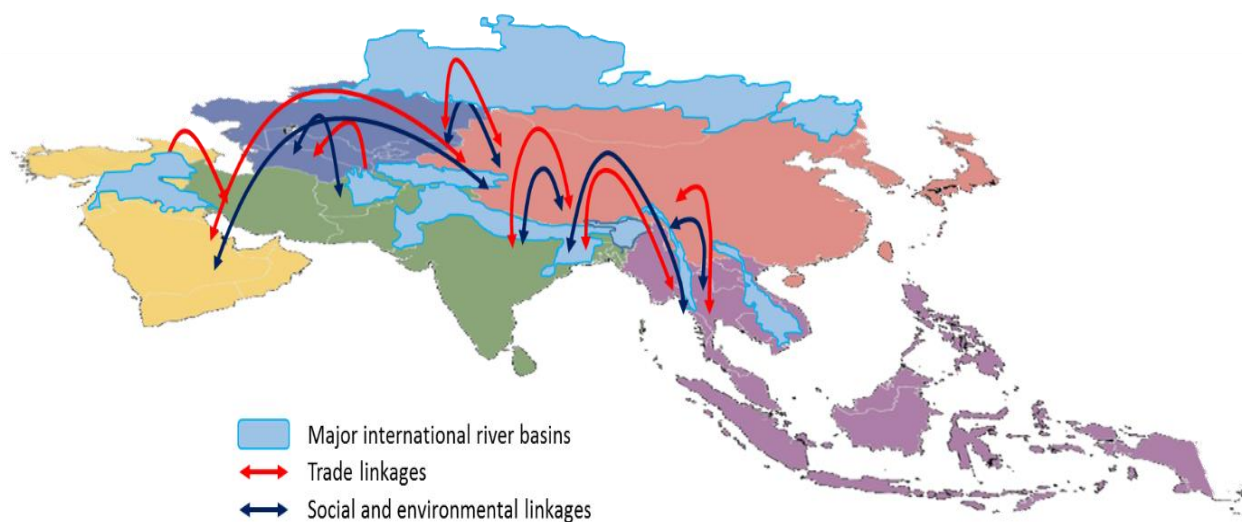 Major international river basins
Trade linkages
Social and environmental linkages